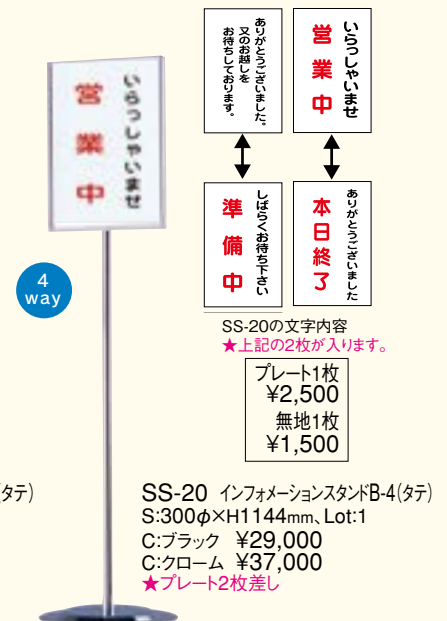 いらっしゃいませ
営業中
4
way
いらっしゃいませ
営業中
ありがとうございました。
又のお越しを
お待ちしております。
ありがとうございました
本日終了
しばらくお待ち下さい
準備中
SS-20の文字内容
★上記の2枚が入ります。
プレート1枚
¥2,500
無地1枚
¥1,500
(タテ)
SS-20 インフォメーションスタンドB-4(タテ)
S:300φ×H1144mm、Lot:1
C:ブラック ¥29,000
C:クローム ¥37,000
★プレート2枚差し